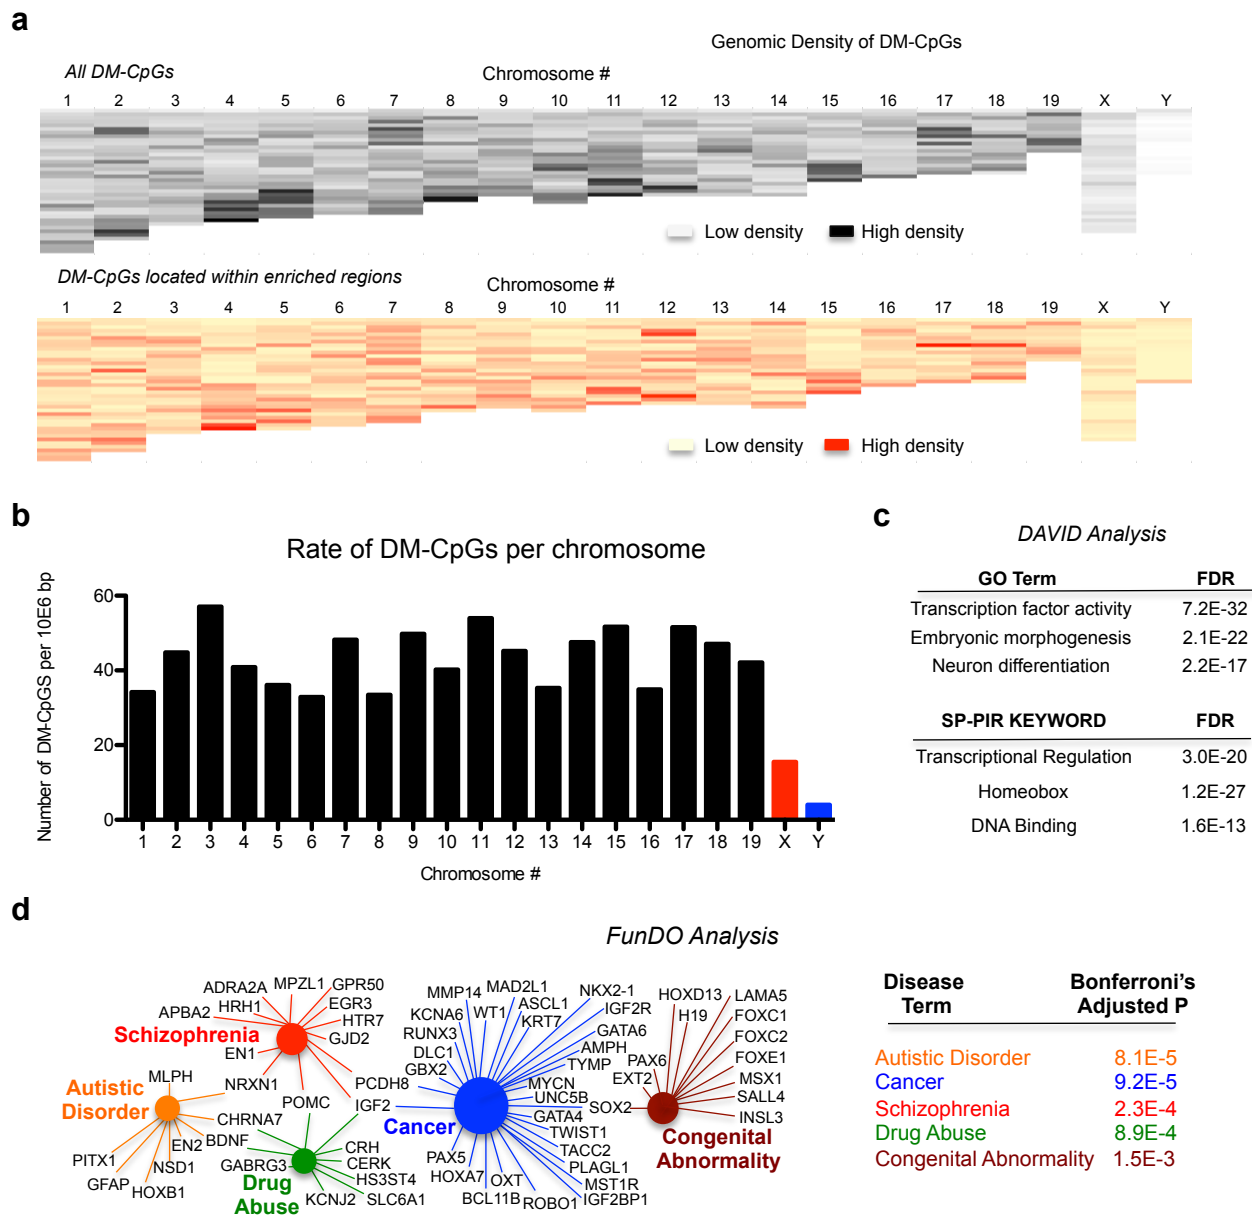 a
Genomic Density of DM-CpGs
All DM-CpGs
Chromosome #
1 2 3 4 5 6 7 8 9 10 11 12 13 14 15 16 17 18 19 X Y
Low density
High density
DM-CpGs located within enriched regions
Chromosome #
1 2 3 4 5 6 7 8 9 10 11 12 13 14 15 16 17 18 19 X Y
Low density
High density
b
Rate of DM-CpGs per chromosome
Number of DM-CpGS per 10E6 bp
60
40
20
0
1 2 3 4 5 6 7 8 9 10 11 12 13 14 15 16 17 18 19 X Y
Chromosome #
c
DAVID Analysis
GO Term FDR
Transcription factor activity 7.2E-32
Embryonic morphogenesis 2.1E-22
Neuron differentiation 2.2E-17
SP-PIR KEYWORD FDR
Transcriptional Regulation 3.0E-20
Homeobox 1.2E-27
DNA Binding 1.6E-13
d
FunDO Analysis
ADRA2A
MPZL1
GPR50
HRH1
EGR3
APBA2
HTR7
Schizophrenia
GJD2
EN1
MLPH
NRXN1
PCDH8
Autistic
Disorder
POMC
IGF2
CHRNA7
EN2
BDNF
PITX1
NSD1
GFAP
HOXB1
CRH
GABRG3
CERK
HS3ST4
Drug
Abuse
KCNJ2
SLC6A1
MMP14
MAD2L1
NKX2-1
KCNA6
WT1
ASCL1
IGF2R
RUNX3
KRT7
GATA6
DLC1
AMPH
GBX2
TYMP
MYCN
UNC5B
SOX2
Cancer
GATA4
TWIST1
PAX5
TACC2
HOXA7
OXT
PLAGL1
MST1R
BCL11B
ROBO1
IGF2BP1
HOXD13
LAMA5
H19
FOXC1
FOXC2
PAX6
FOXE1
EXT2
MSX1
SALL4
INSL3
Congenital
Abnormality
Disease
Term
Bonferroni's
Adjusted P
Autistic Disorder 8.1E-5
Cancer 9.2E-5
Schizophrenia 2.3E-4
Drug Abuse 8.9E-4
Congenital Abnormality 1.5E-3